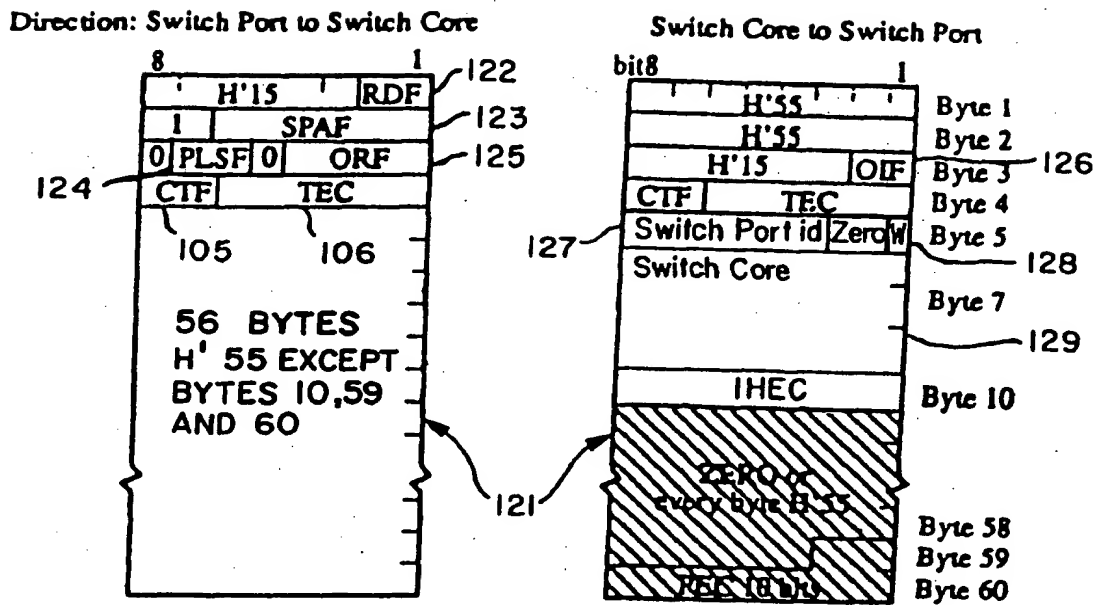 Direction: Switch Port to Switch Core
8 1
H'15 RDF 122
1 SPAF 123
0 PLSF 0 ORF 125
124
CTF TEC
105 106
56 BYTES
H' 55 EXCEPT
BYTES 10,59
AND 60
121
Switch Core to Switch Port
bit8 1
H'55 Byte 1
H'55 Byte 2
H'15 OIF Byte 3 126
CTF TEC Byte 4
127 Switch Port id Zero W Byte 5
128
Switch Core
Byte 7
129
IHEC Byte 10
ZERO or
every byte H'55
Byte 58
Byte 59
Byte 60